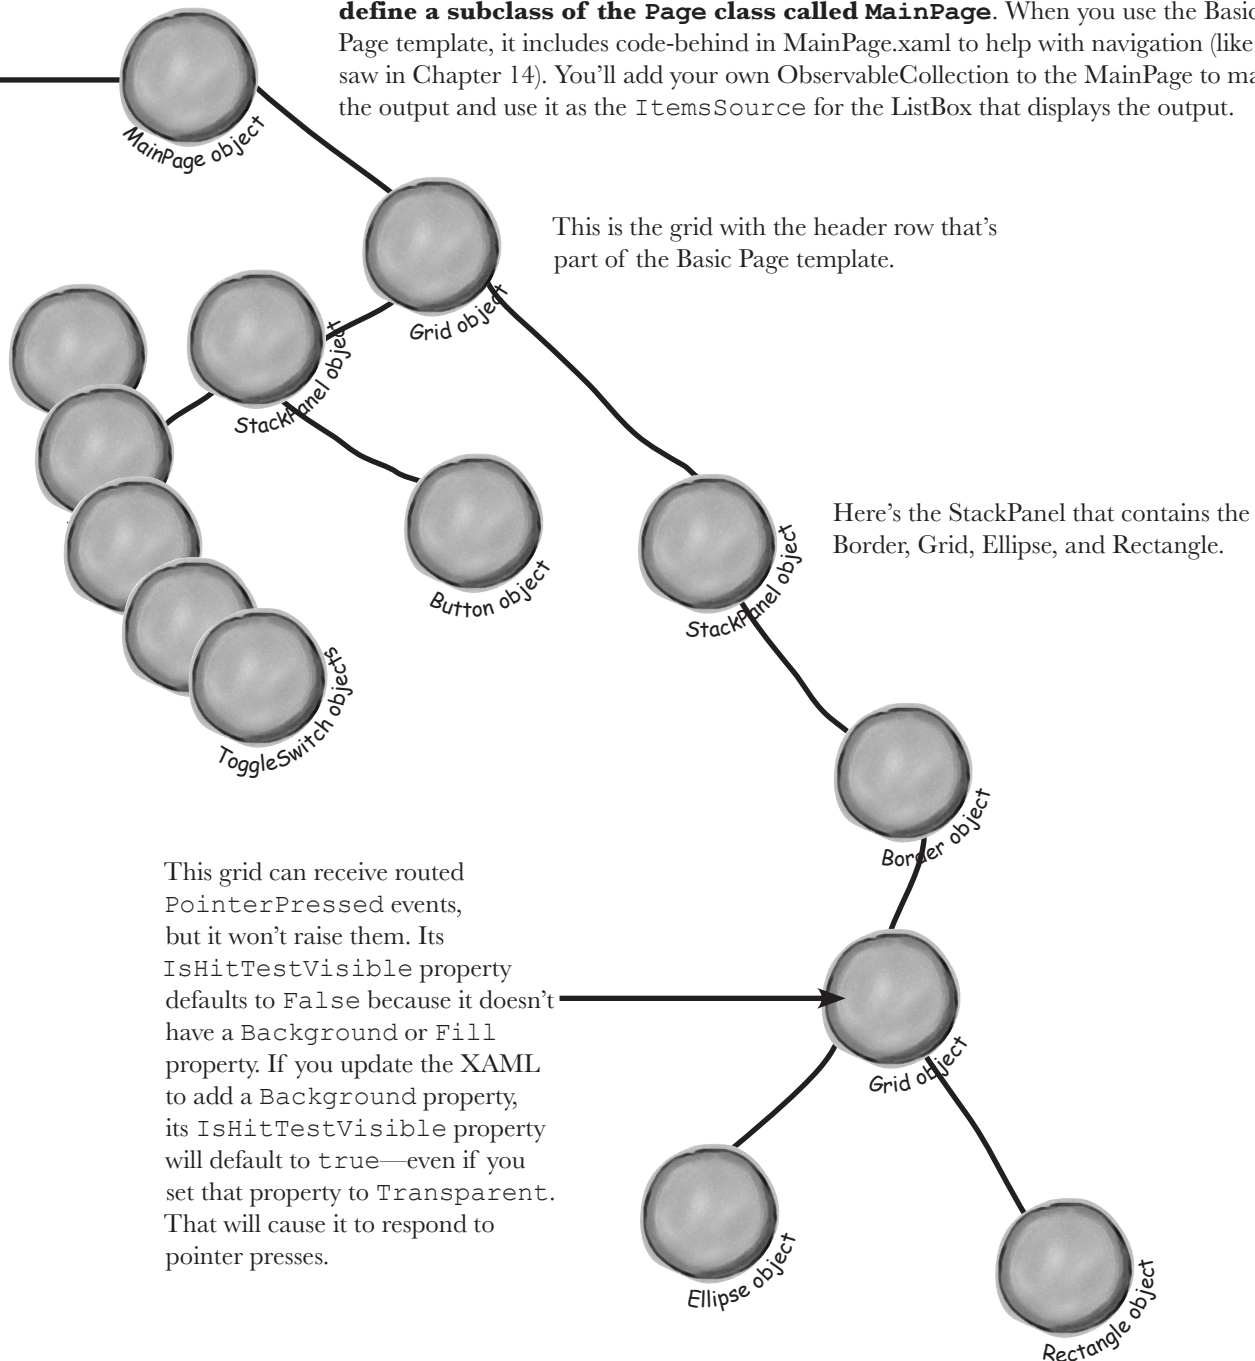 define a subclass of the Page class called MainPage. When you use the Basic
Page template, it includes code-behind in MainPage.xaml to help with navigation (like
saw in Chapter 14). You'll add your own ObservableCollection to the MainPage to ma
the output and use it as the ItemsSource for the ListBox that displays the output.
MainPage object
This is the grid with the header row that's
part of the Basic Page template.
Grid object
StackPanel object
Here's the StackPanel that contains the
Border, Grid, Ellipse, and Rectangle.
Button object
StackPanel object
ToggleSwitch objects
Border object
This grid can receive routed
PointerPressed events,
but it won't raise them. Its
IsHitTestVisible property
defaults to False because it doesn't
have a Background or Fill
property. If you update the XAML
to add a Background property,
its IsHitTestVisible property
will default to true—even if you
set that property to Transparent.
That will cause it to respond to
pointer presses.
Grid object
Ellipse object
Rectangle object